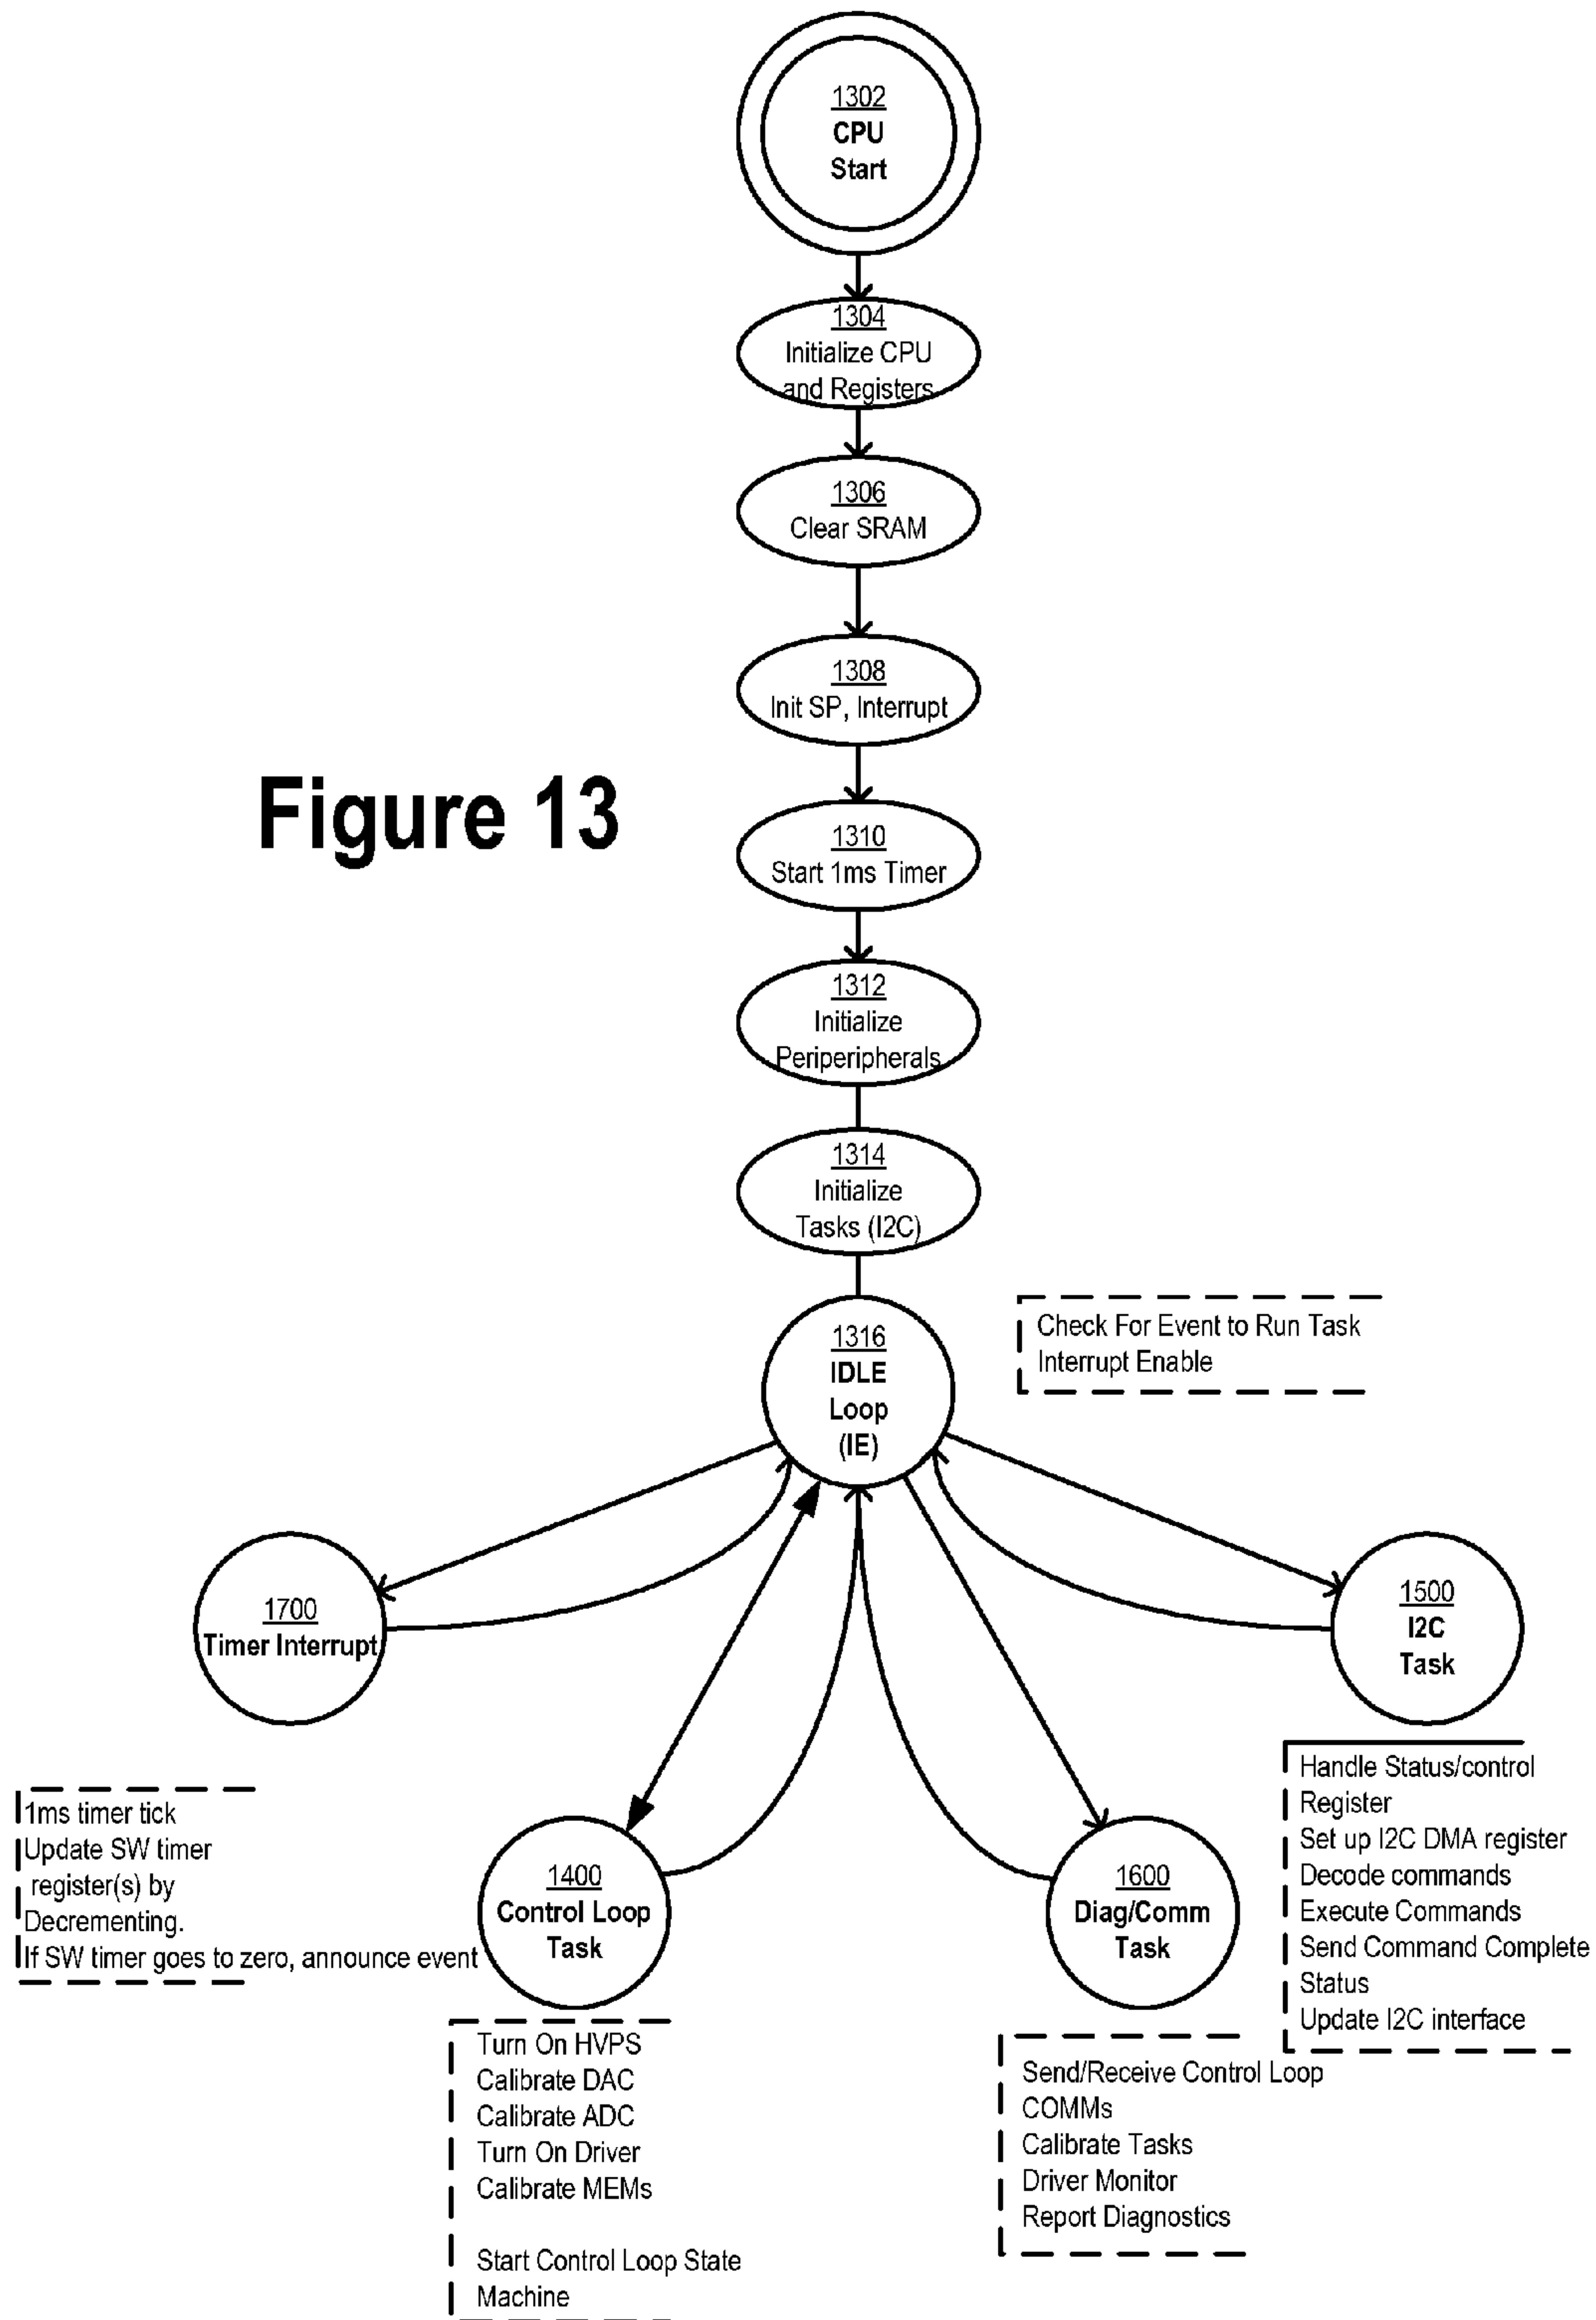 1302
CPU
Start
1304
Initialize CPU
and Registers
1306
Clear SRAM
1308
Init SP, Interrupt
Figure 13
1310
Start 1ms Timer
1312
Initialize
Periperipherals
1314
Initialize
Tasks (I2C)
1316
IDLE
Loop
(IE)
Check For Event to Run Task
Interrupt Enable
1700
Timer Interrupt
1500
I2C
Task
1ms timer tick
Update SW timer
register(s) by
Decrementing.
If SW timer goes to zero, announce event
1400
Control Loop
Task
1600
Diag/Comm
Task
Handle Status/control
Register
Set up I2C DMA register
Decode commands
Execute Commands
Send Command Complete
Status
Update I2C interface
Turn On HVPS
Calibrate DAC
Calibrate ADC
Turn On Driver
Calibrate MEMs
Start Control Loop State
Machine
Send/Receive Control Loop
COMMs
Calibrate Tasks
Driver Monitor
Report Diagnostics